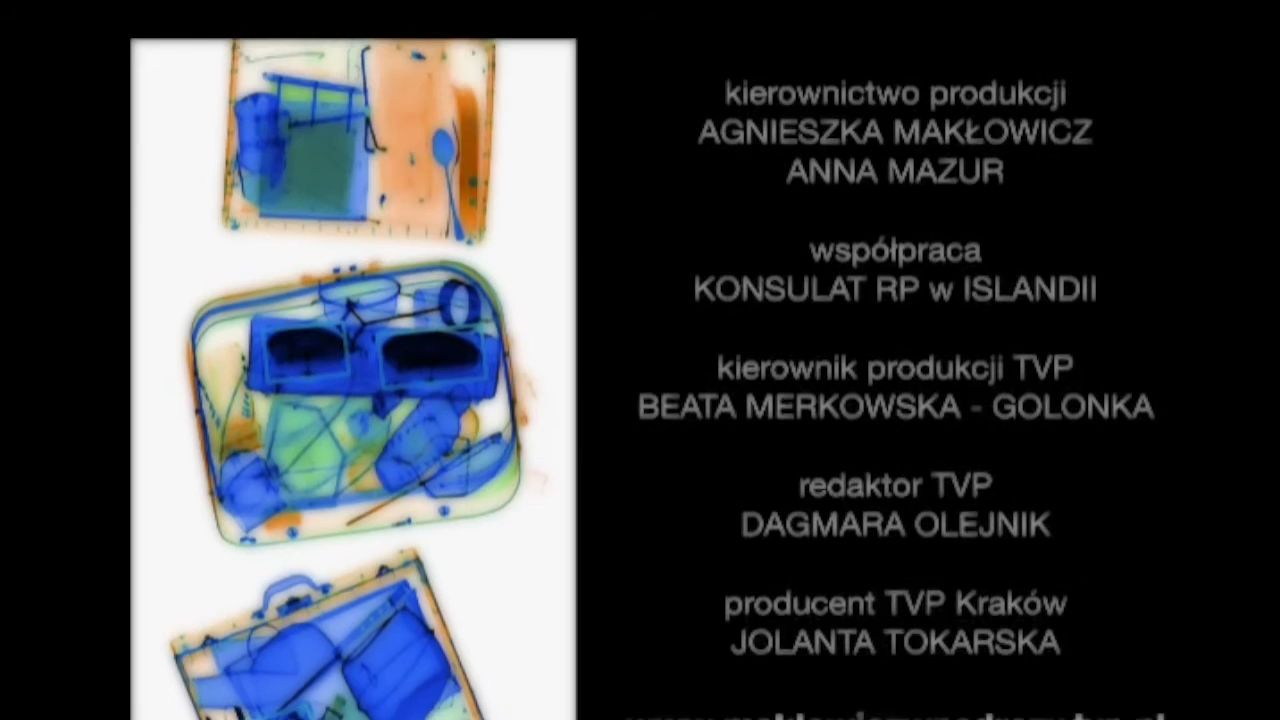 kierownictwo produkcji
AGNIESZKA MAKŁOWICZ
ANNA MAZUR
współpraca
KONSULAT RP w ISLANDII
kierownik produkcji TVP
BEATA MERKOWSKA - GOLONKA
redaktor TVP
DAGMARA OLEJNIK
producent TVP Kraków
JOLANTA TOKARSKA